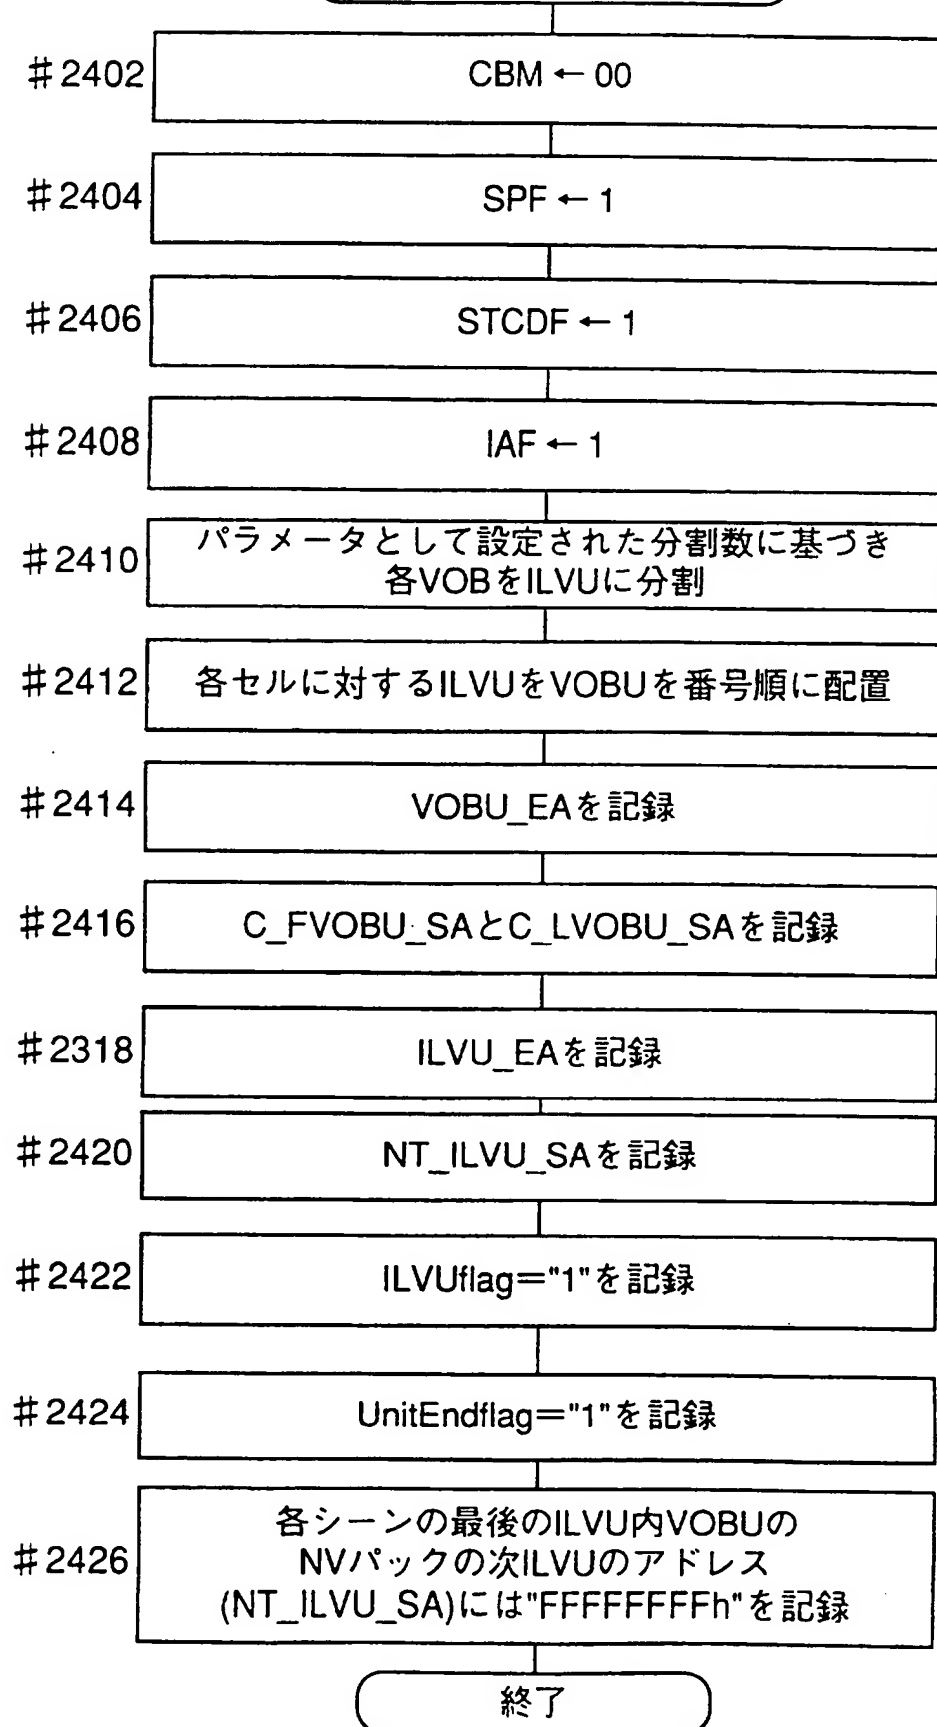 #2402 CBM ← 00
#2404 SPF ← 1
#2406 STCDF ← 1
#2408 IAF ← 1
#2410 パラメータとして設定された分割数に基づき
各VOBをILVUに分割
#2412 各セルに対するILVUをVOBUを番号順に配置
#2414 VOBU_EAを記録
#2416 C_FVOBU_SAとC_LVOBU_SAを記録
#2318 ILVU_EAを記録
#2420 NT_ILVU_SAを記録
#2422 ILVUflag="1"を記録
#2424 UnitEndflag="1"を記録
各シーンの最後のILVU内VOBUの
#2426 NVパックの次ILVUのアドレス
(NT_ILVU_SA)には"FFFFFFFFh"を記録
終了